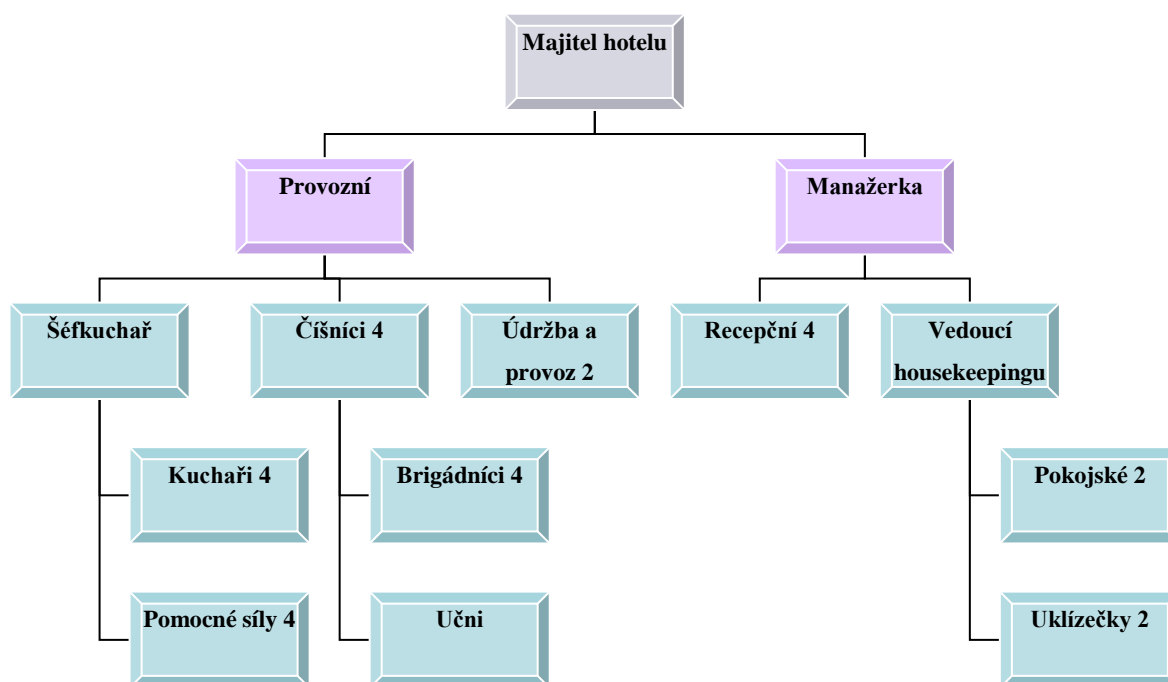 Majitel hotelu
Provozní
Manažerka
Šéfkuchař
Číšníci 4
Údržba a
provoz 2
Recepční 4
Vedoucí
housekeepingu
Kuchaři 4
Brigádníci 4
Pokojské 2
Pomocné síly 4
Učni
Uklízečky 2